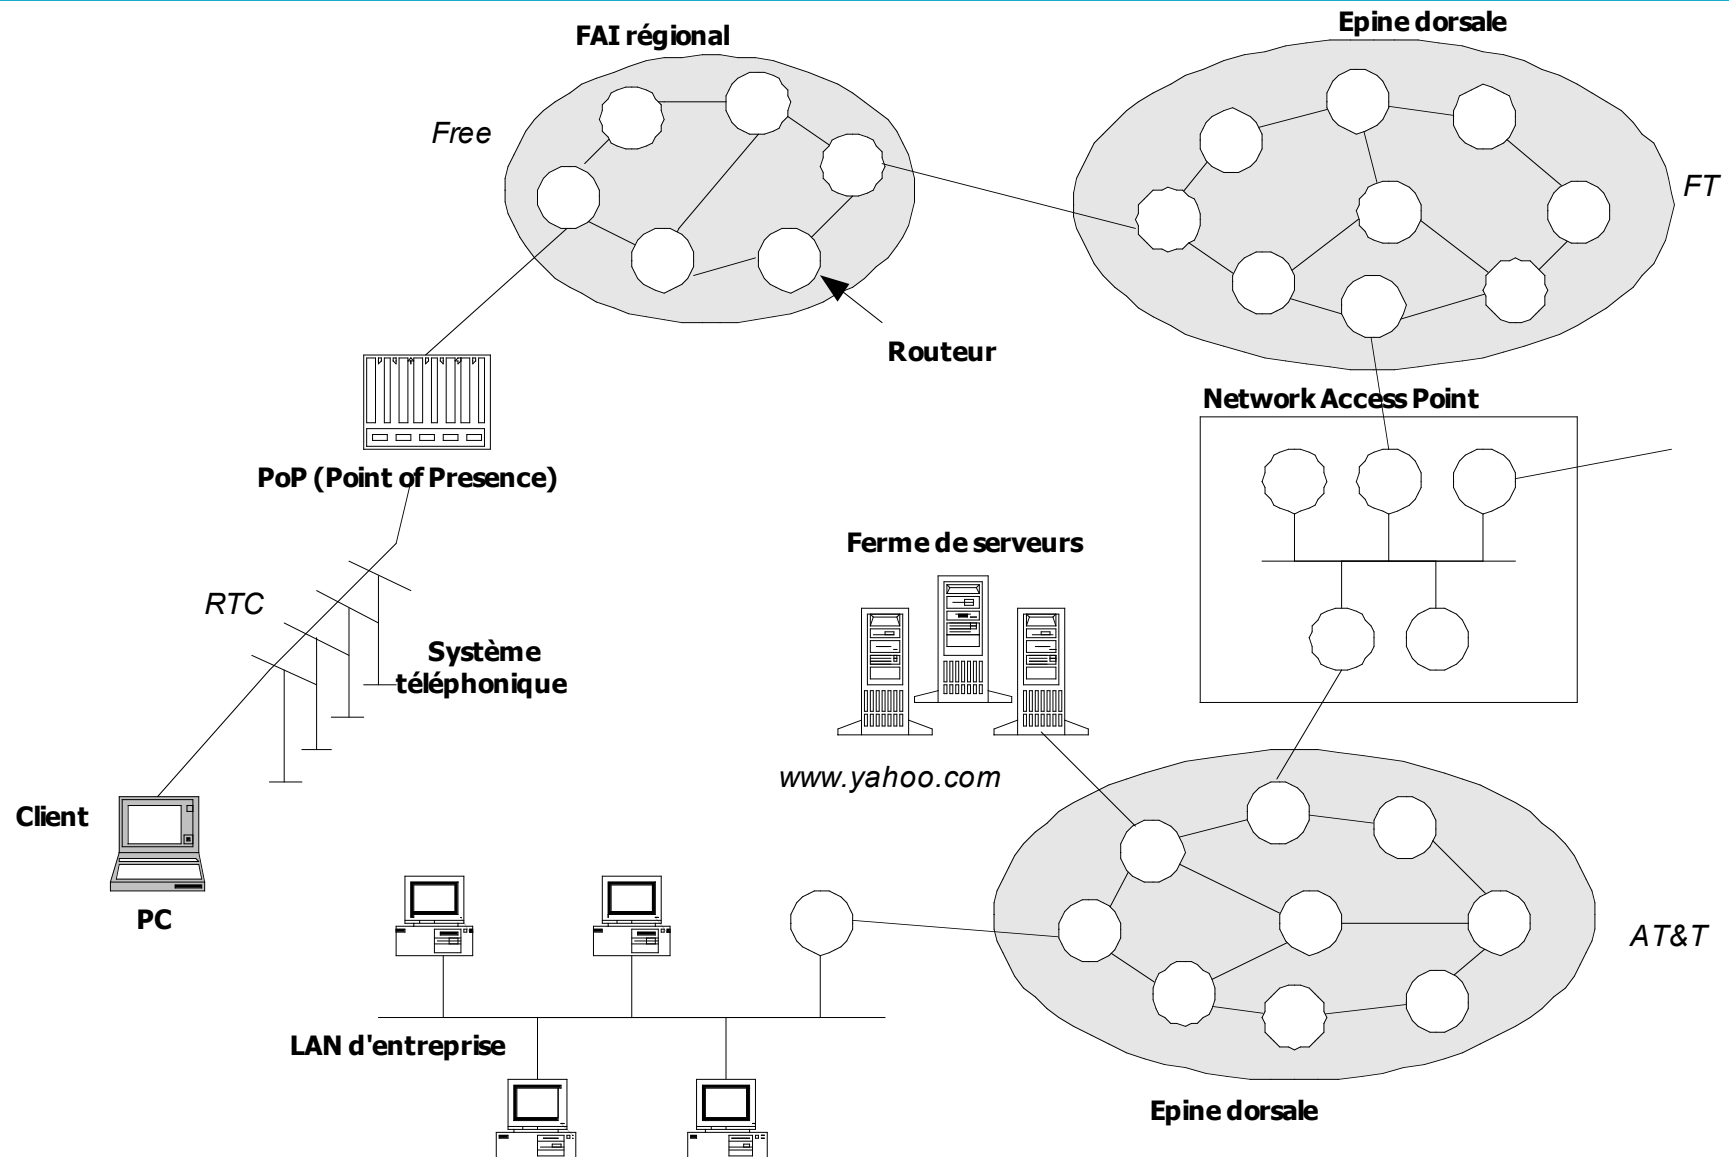 Epine dorsale
FAI régional
Free
FT
Routeur
Network Access Point
PoP (Point of Presence)
Ferme de serveurs
RTC
Système
téléphonique
www.yahoo.com
Client
PC
AT&T
LAN d'entreprise
Epine dorsale